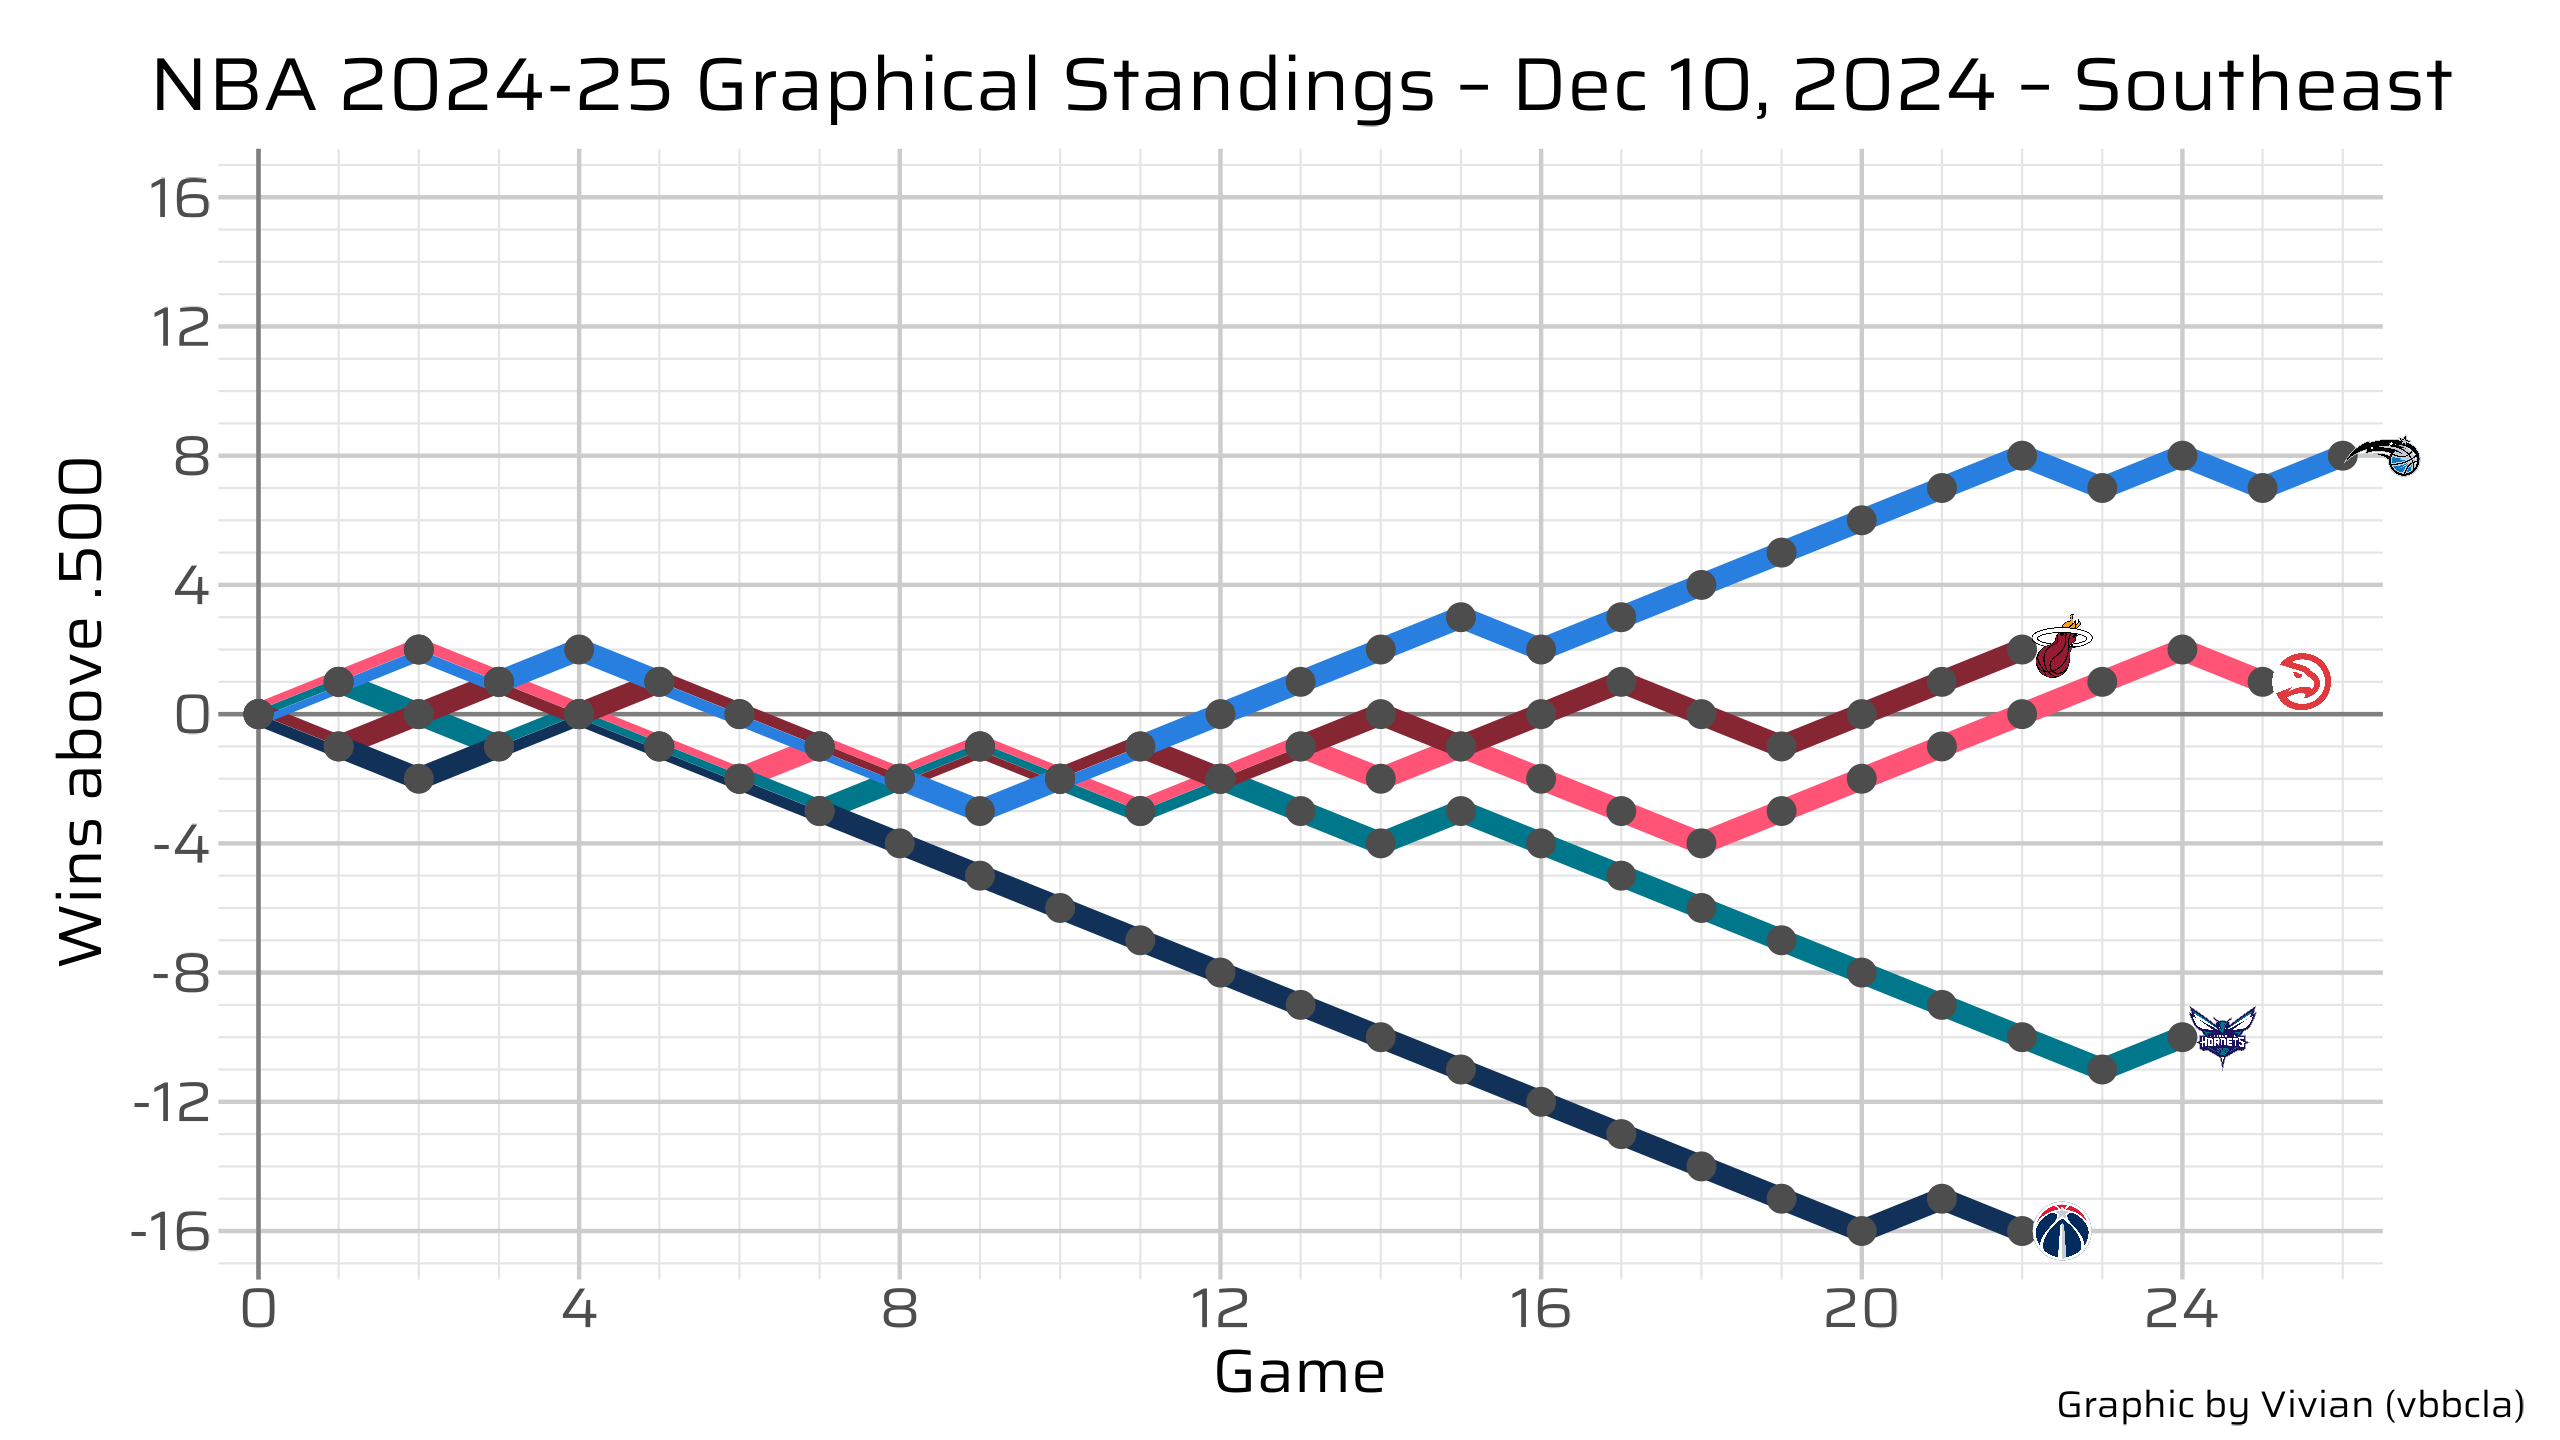 NBA 2024-25 Graphical Standings – Dec 10, 2024 – Southeast
Wins above .500
16
12
8
4
0
-4
-8
-12
-16
HORNETS
0 4 8 12 16 20 24
Game
Graphic by Vivian (vbbcla)